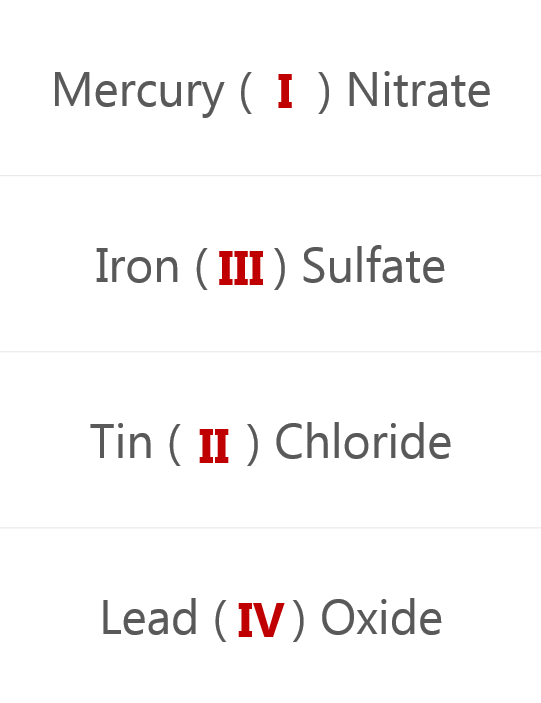 Mercury ( I ) Nitrate
Iron ( III ) Sulfate
Tin ( II ) Chloride
Lead ( IV ) Oxide